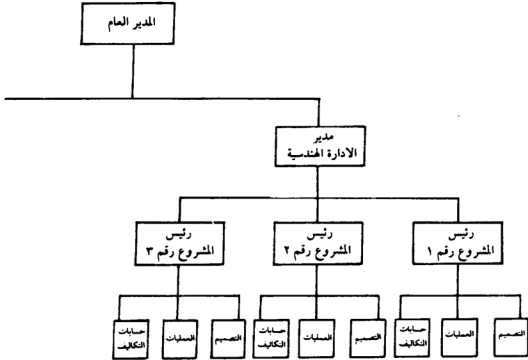 المدير العام
مدير
الادارة الهندسية
رئيس
المشروع رقم ١
رئيس
المشروع رقم ٢
رئيس
المشروع رقم ٣
التصميم
العمليات
حسابات
التكاليف
التصميم
العمليات
حسابات
التكاليف
التصميم
العمليات
حسابات
التكاليف